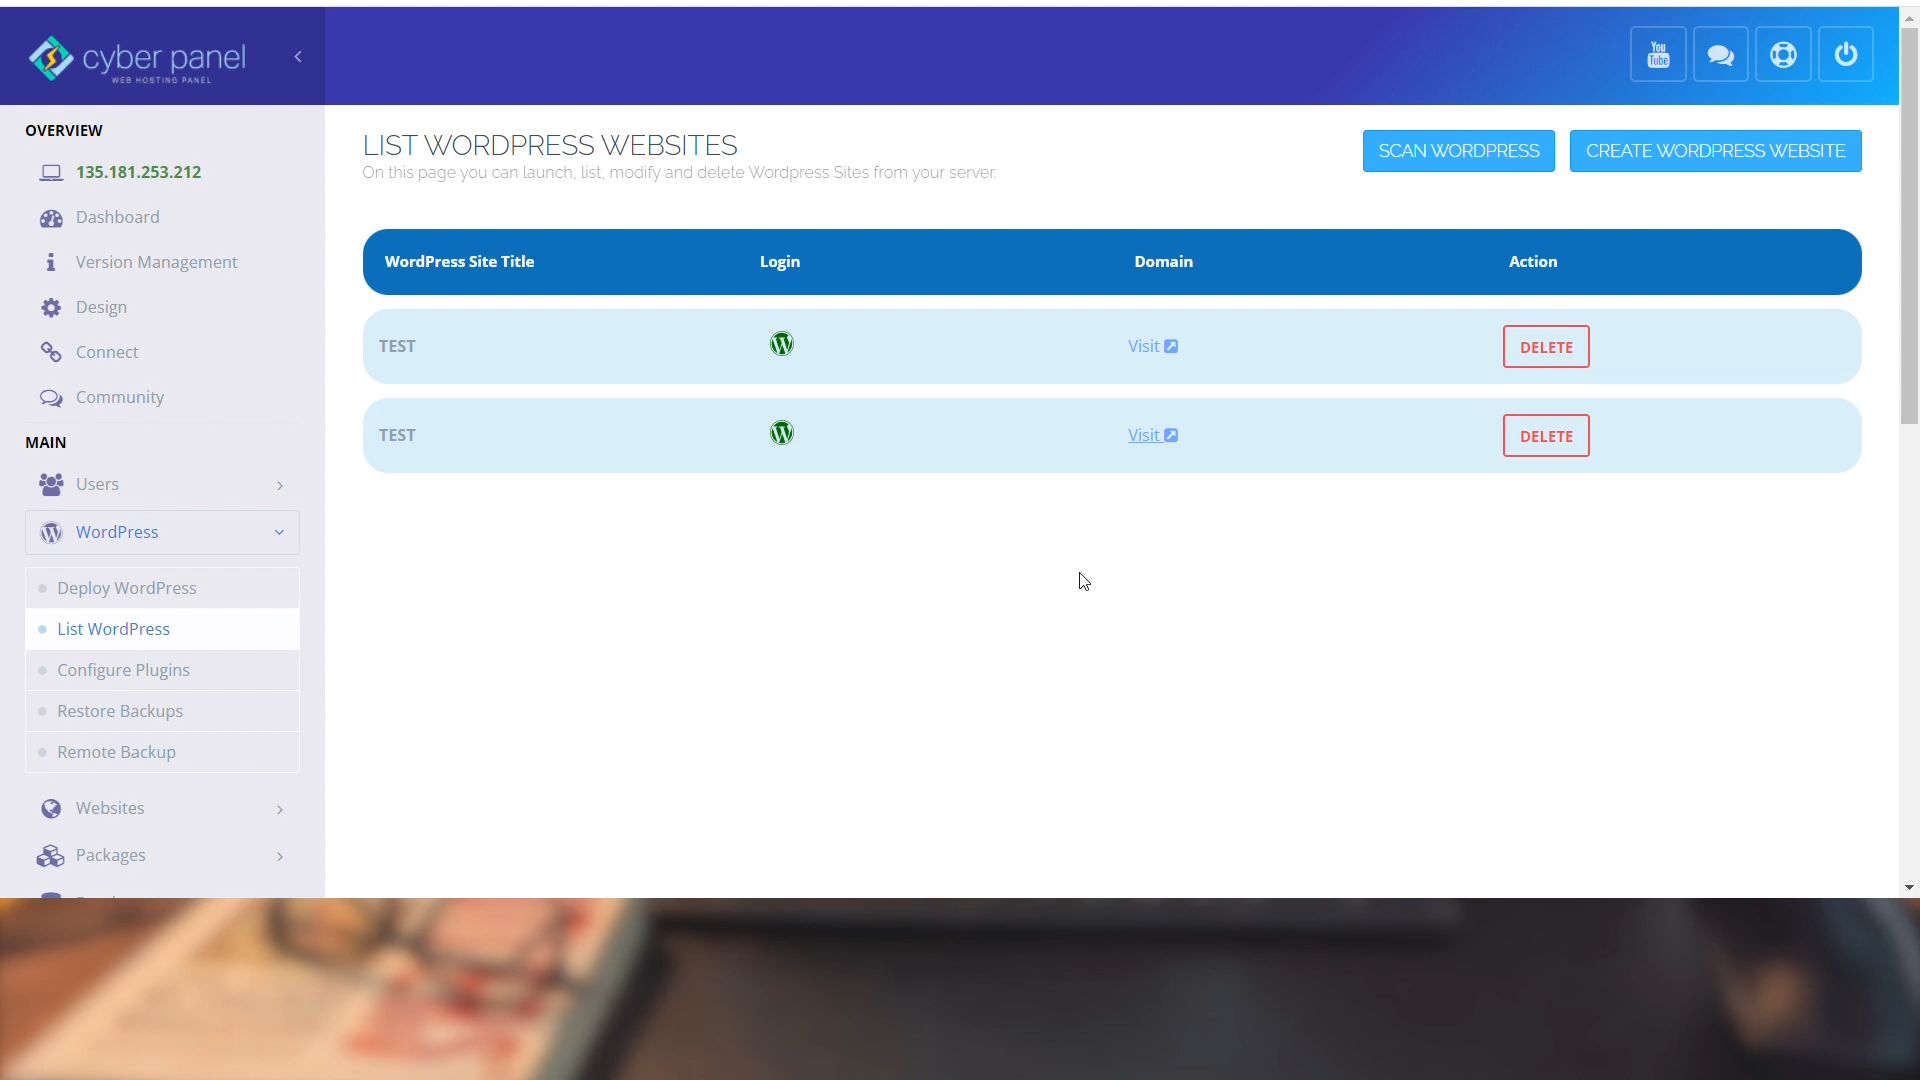 cyber panel
WEB HOSTING PANEL
You
Tube
OVERVIEW
135.181.253.212
Dashboard
Version Management
Design
Connect
Community
MAIN
Users
WordPress
Deploy WordPress
List WordPress
Configure Plugins
Restore Backups
Remote Backup
Websites
Packages
LIST WORDPRESS WEBSITES
On this page you can launch, list, modify and delete Wordpress Sites from your server.
SCAN WORDPRESS
CREATE WORDPRESS WEBSITE
WordPress Site Title Login Domain Action
TEST Visit DELETE
TEST Visit DELETE